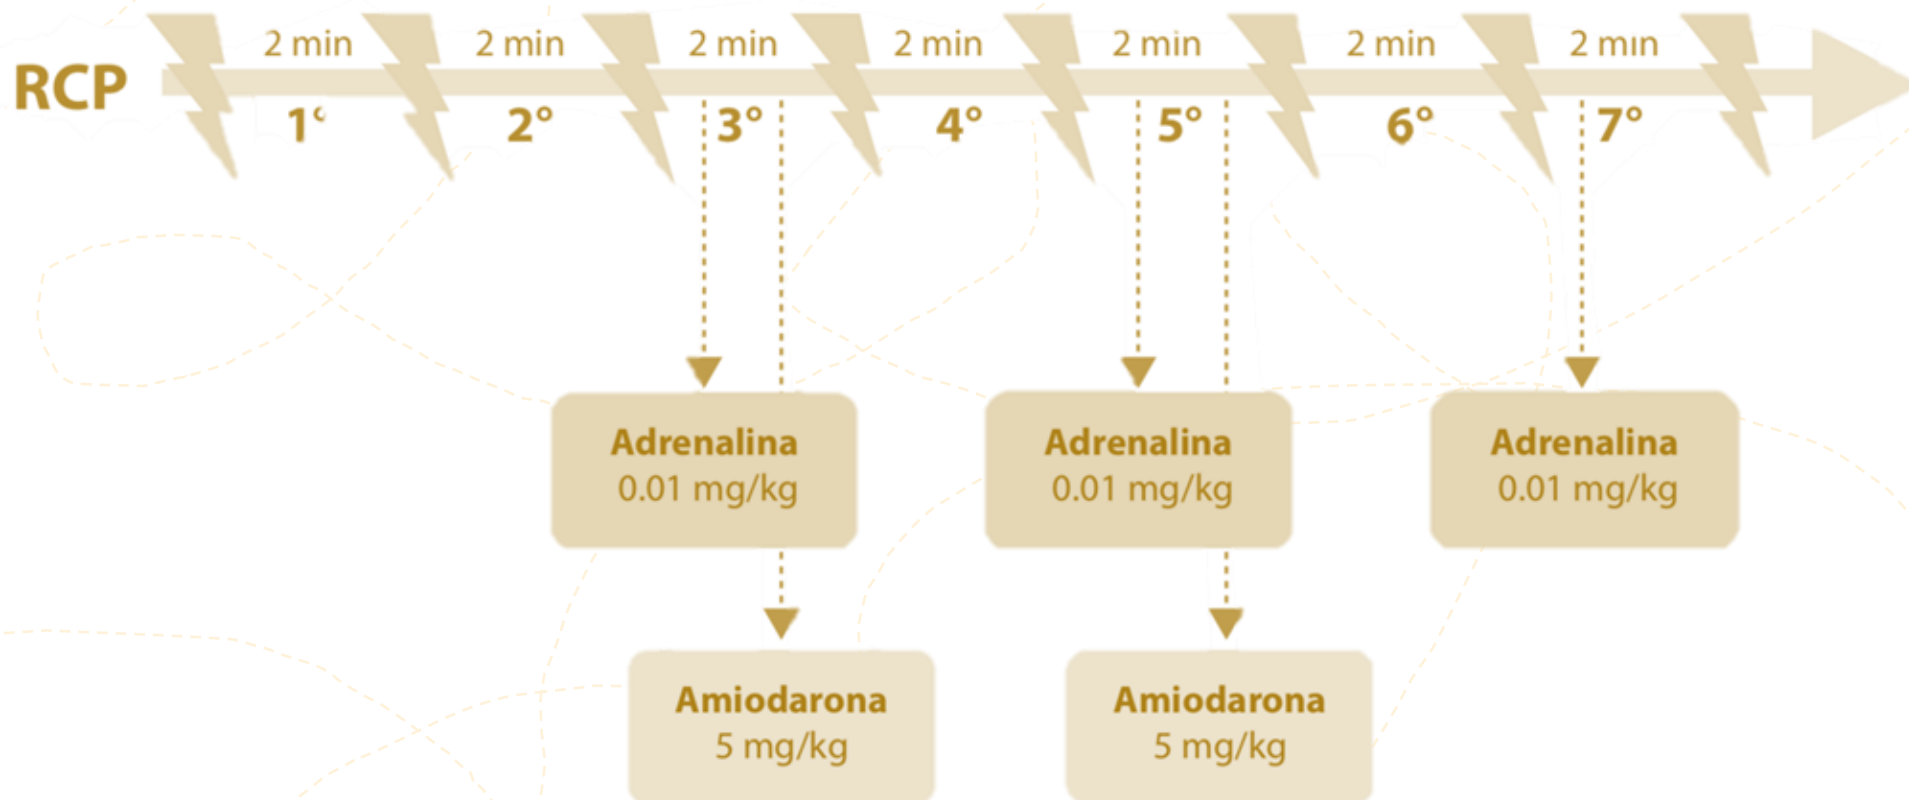 2 min 2 min 2 min 2 min 2 min 2 min 2 min
RCP
1° 2° 3° 4° 5° 6° 7°
Adrenalina
0.01 mg/kg
Adrenalina
0.01 mg/kg
Adrenalina
0.01 mg/kg
Amiodarona
5 mg/kg
Amiodarona
5 mg/kg